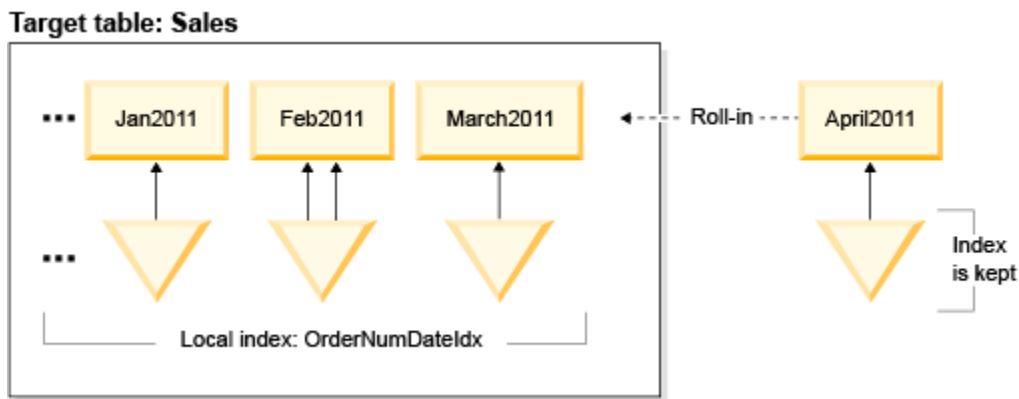 Target table: Sales
Jan2011
Feb2011
March2011
Roll-in
April2011
Index
is kept
Local index: OrderNumDateIdx